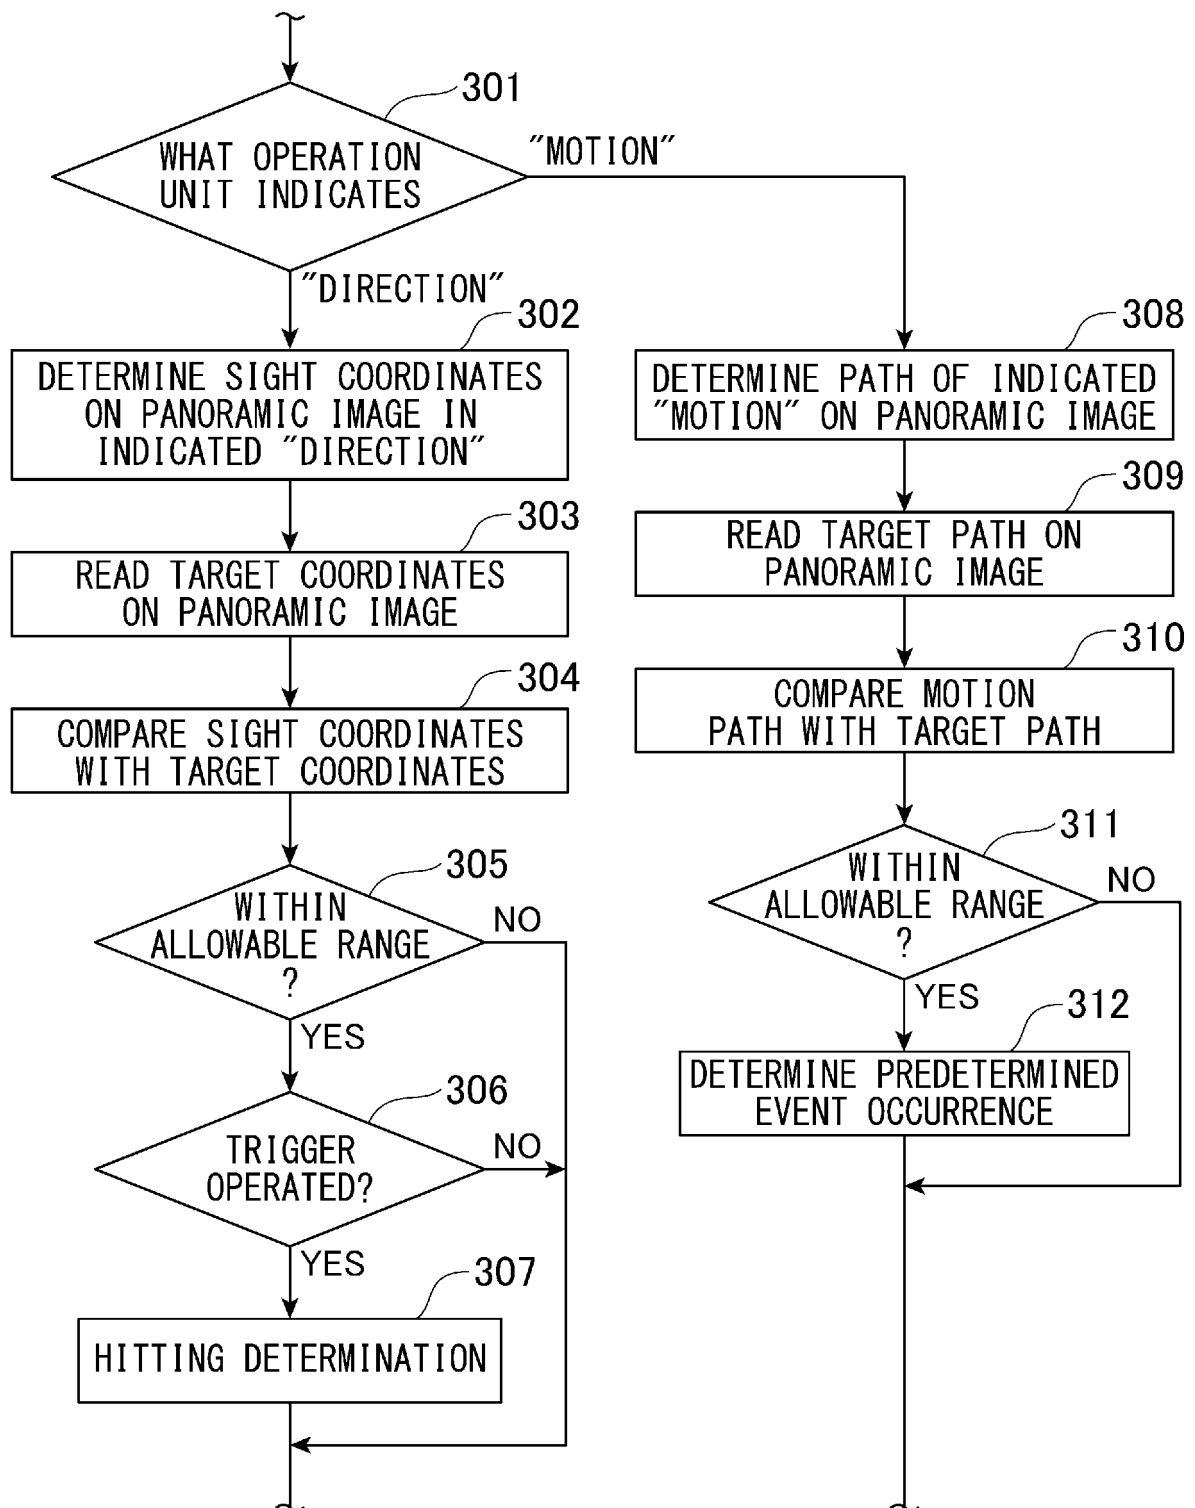 301
WHAT OPERATION
UNIT INDICATES
"MOTION"
"DIRECTION"
302
DETERMINE SIGHT COORDINATES
ON PANORAMIC IMAGE IN
INDICATED "DIRECTION"
303
READ TARGET COORDINATES
ON PANORAMIC IMAGE
304
COMPARE SIGHT COORDINATES
WITH TARGET COORDINATES
305
WITHIN
ALLOWABLE RANGE
?
NO
YES
306
TRIGGER
OPERATED?
NO
YES
307
HITTING DETERMINATION
308
DETERMINE PATH OF INDICATED
"MOTION" ON PANORAMIC IMAGE
309
READ TARGET PATH ON
PANORAMIC IMAGE
310
COMPARE MOTION
PATH WITH TARGET PATH
311
WITHIN
ALLOWABLE RANGE
?
NO
YES
312
DETERMINE PREDETERMINED
EVENT OCCURRENCE